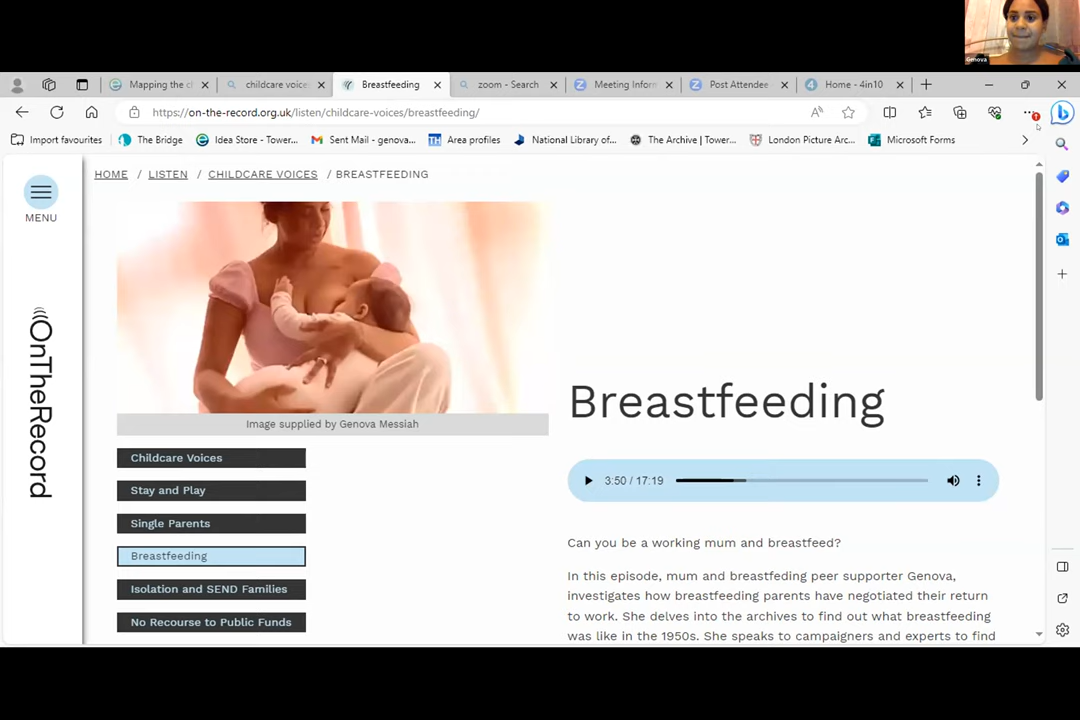 Genova
Mapping the c
childcare voice
Breastfeeding
zoom - Search
Meeting Inforn
Post Attendee
Home - 4in10
https://on-the-record.org.uk/listen/childcare-voices/breastfeeding/
Import favourites
The Bridge
Idea Store - Tower...
Sent Mail - genova...
Area profiles
National Library of...
The Archive | Tower...
London Picture Arc...
Microsoft Forms
MENU
OnTheRecord
HOME / LISTEN / CHILDCARE VOICES / BREASTFEEDING
Image supplied by Genova Messiah
Childcare Voices
Stay and Play
Single Parents
Breastfeeding
Isolation and SEND Families
No Recourse to Public Funds
Breastfeeding
3:50 / 17:19
Can you be a working mum and breastfeed?
In this episode, mum and breastfeding peer supporter Genova,
investigates how breastfeeding parents have negotiated their return
to work. She delves into the archives to find out what breastfeeding
was like in the 1950s. She speaks to campaigners and experts to find